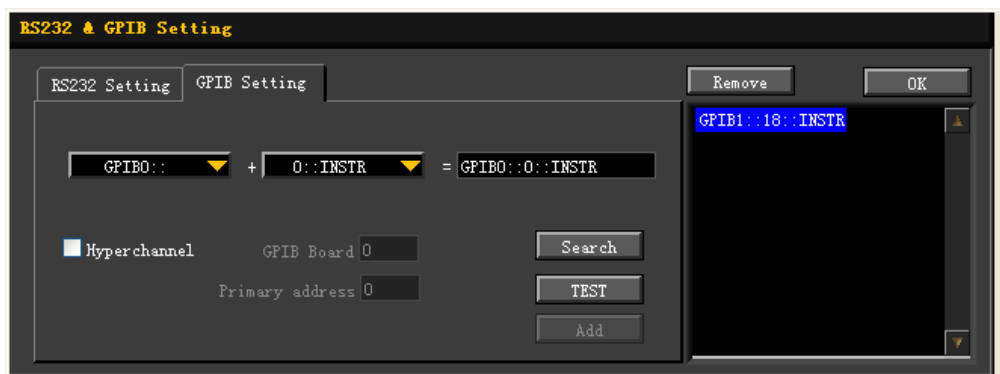 RS232 & GPIB Setting
RS232 Setting
GPIB Setting
Remove
OK
GPIB1::18::INSTR
GPIB0::
+
0::INSTR
=
GPIB0::0::INSTR
Hyperchannel
GPIB Board
0
Search
Primary address
0
TEST
Add